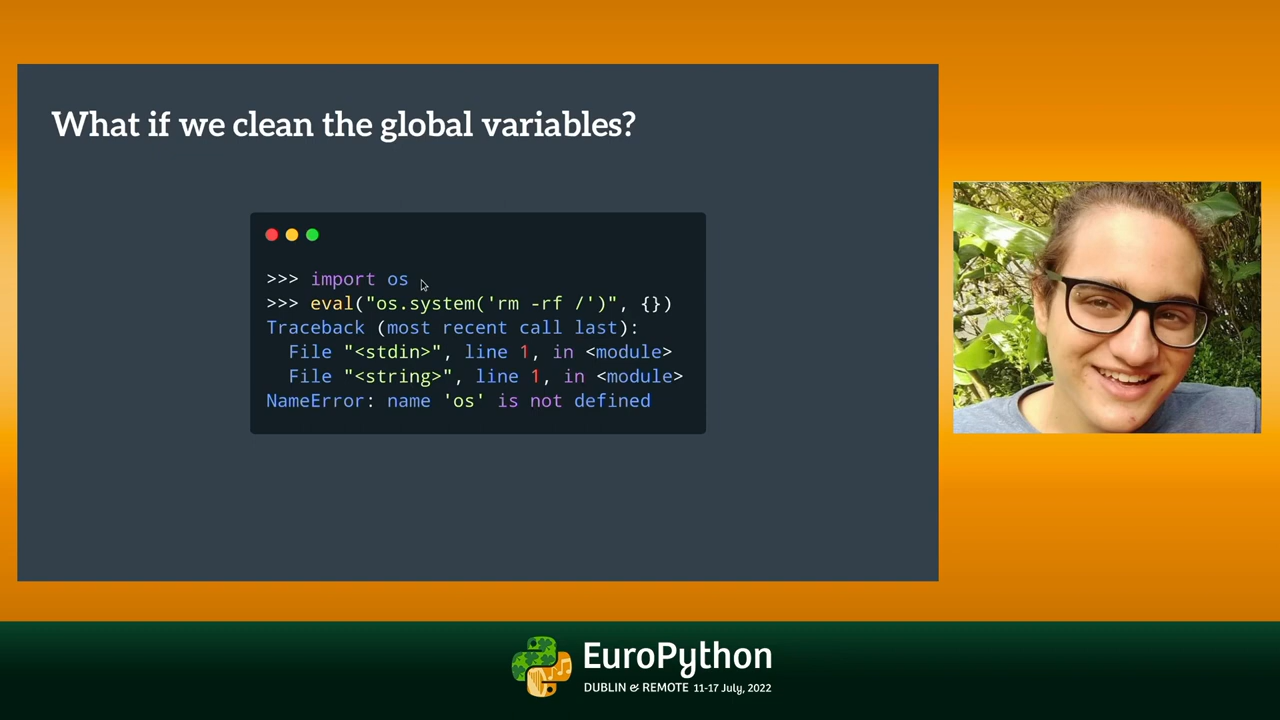 What if we clean the global variables?
>>> import os
>>> eval("os.system('rm -rf /')", {})
Traceback (most recent call last):
  File "<stdin>", line 1, in <module>
  File "<string>", line 1, in <module>
NameError: name 'os' is not defined
EuroPython
DUBLIN & REMOTE 11-17 July, 2022